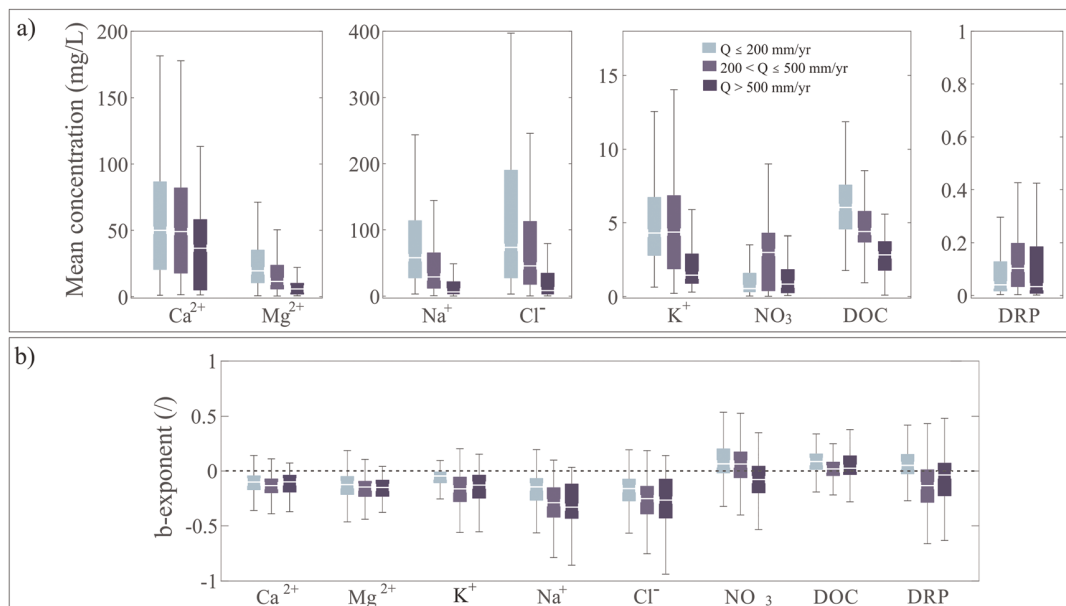 a)
Mean concentration (mg/L)
200
150
100
50
0
Ca²⁺ Mg²⁺
400
300
200
100
0
Na⁺ Cl⁻
15
10
5
0
Q ≤ 200 mm/yr
200 < Q ≤ 500 mm/yr
Q > 500 mm/yr
K⁺ NO₃ DOC
1
0.8
0.6
0.4
0.2
0
DRP
b)
b-exponent (/)
1
0.5
0
-0.5
-1
Ca²⁺ Mg²⁺ K⁺ Na⁺ Cl⁻ NO₃ DOC DRP